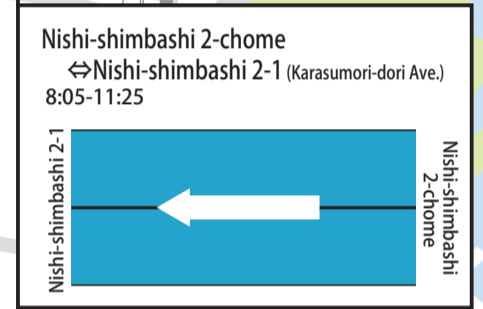 Nishi-shimbashi 2-chome
⇔Nishi-shimbashi 2-1 (Karasumori-dori Ave.)
8:05-11:25
Nishi-shimbashi 2-1
Nishi-shimbashi
2-chome